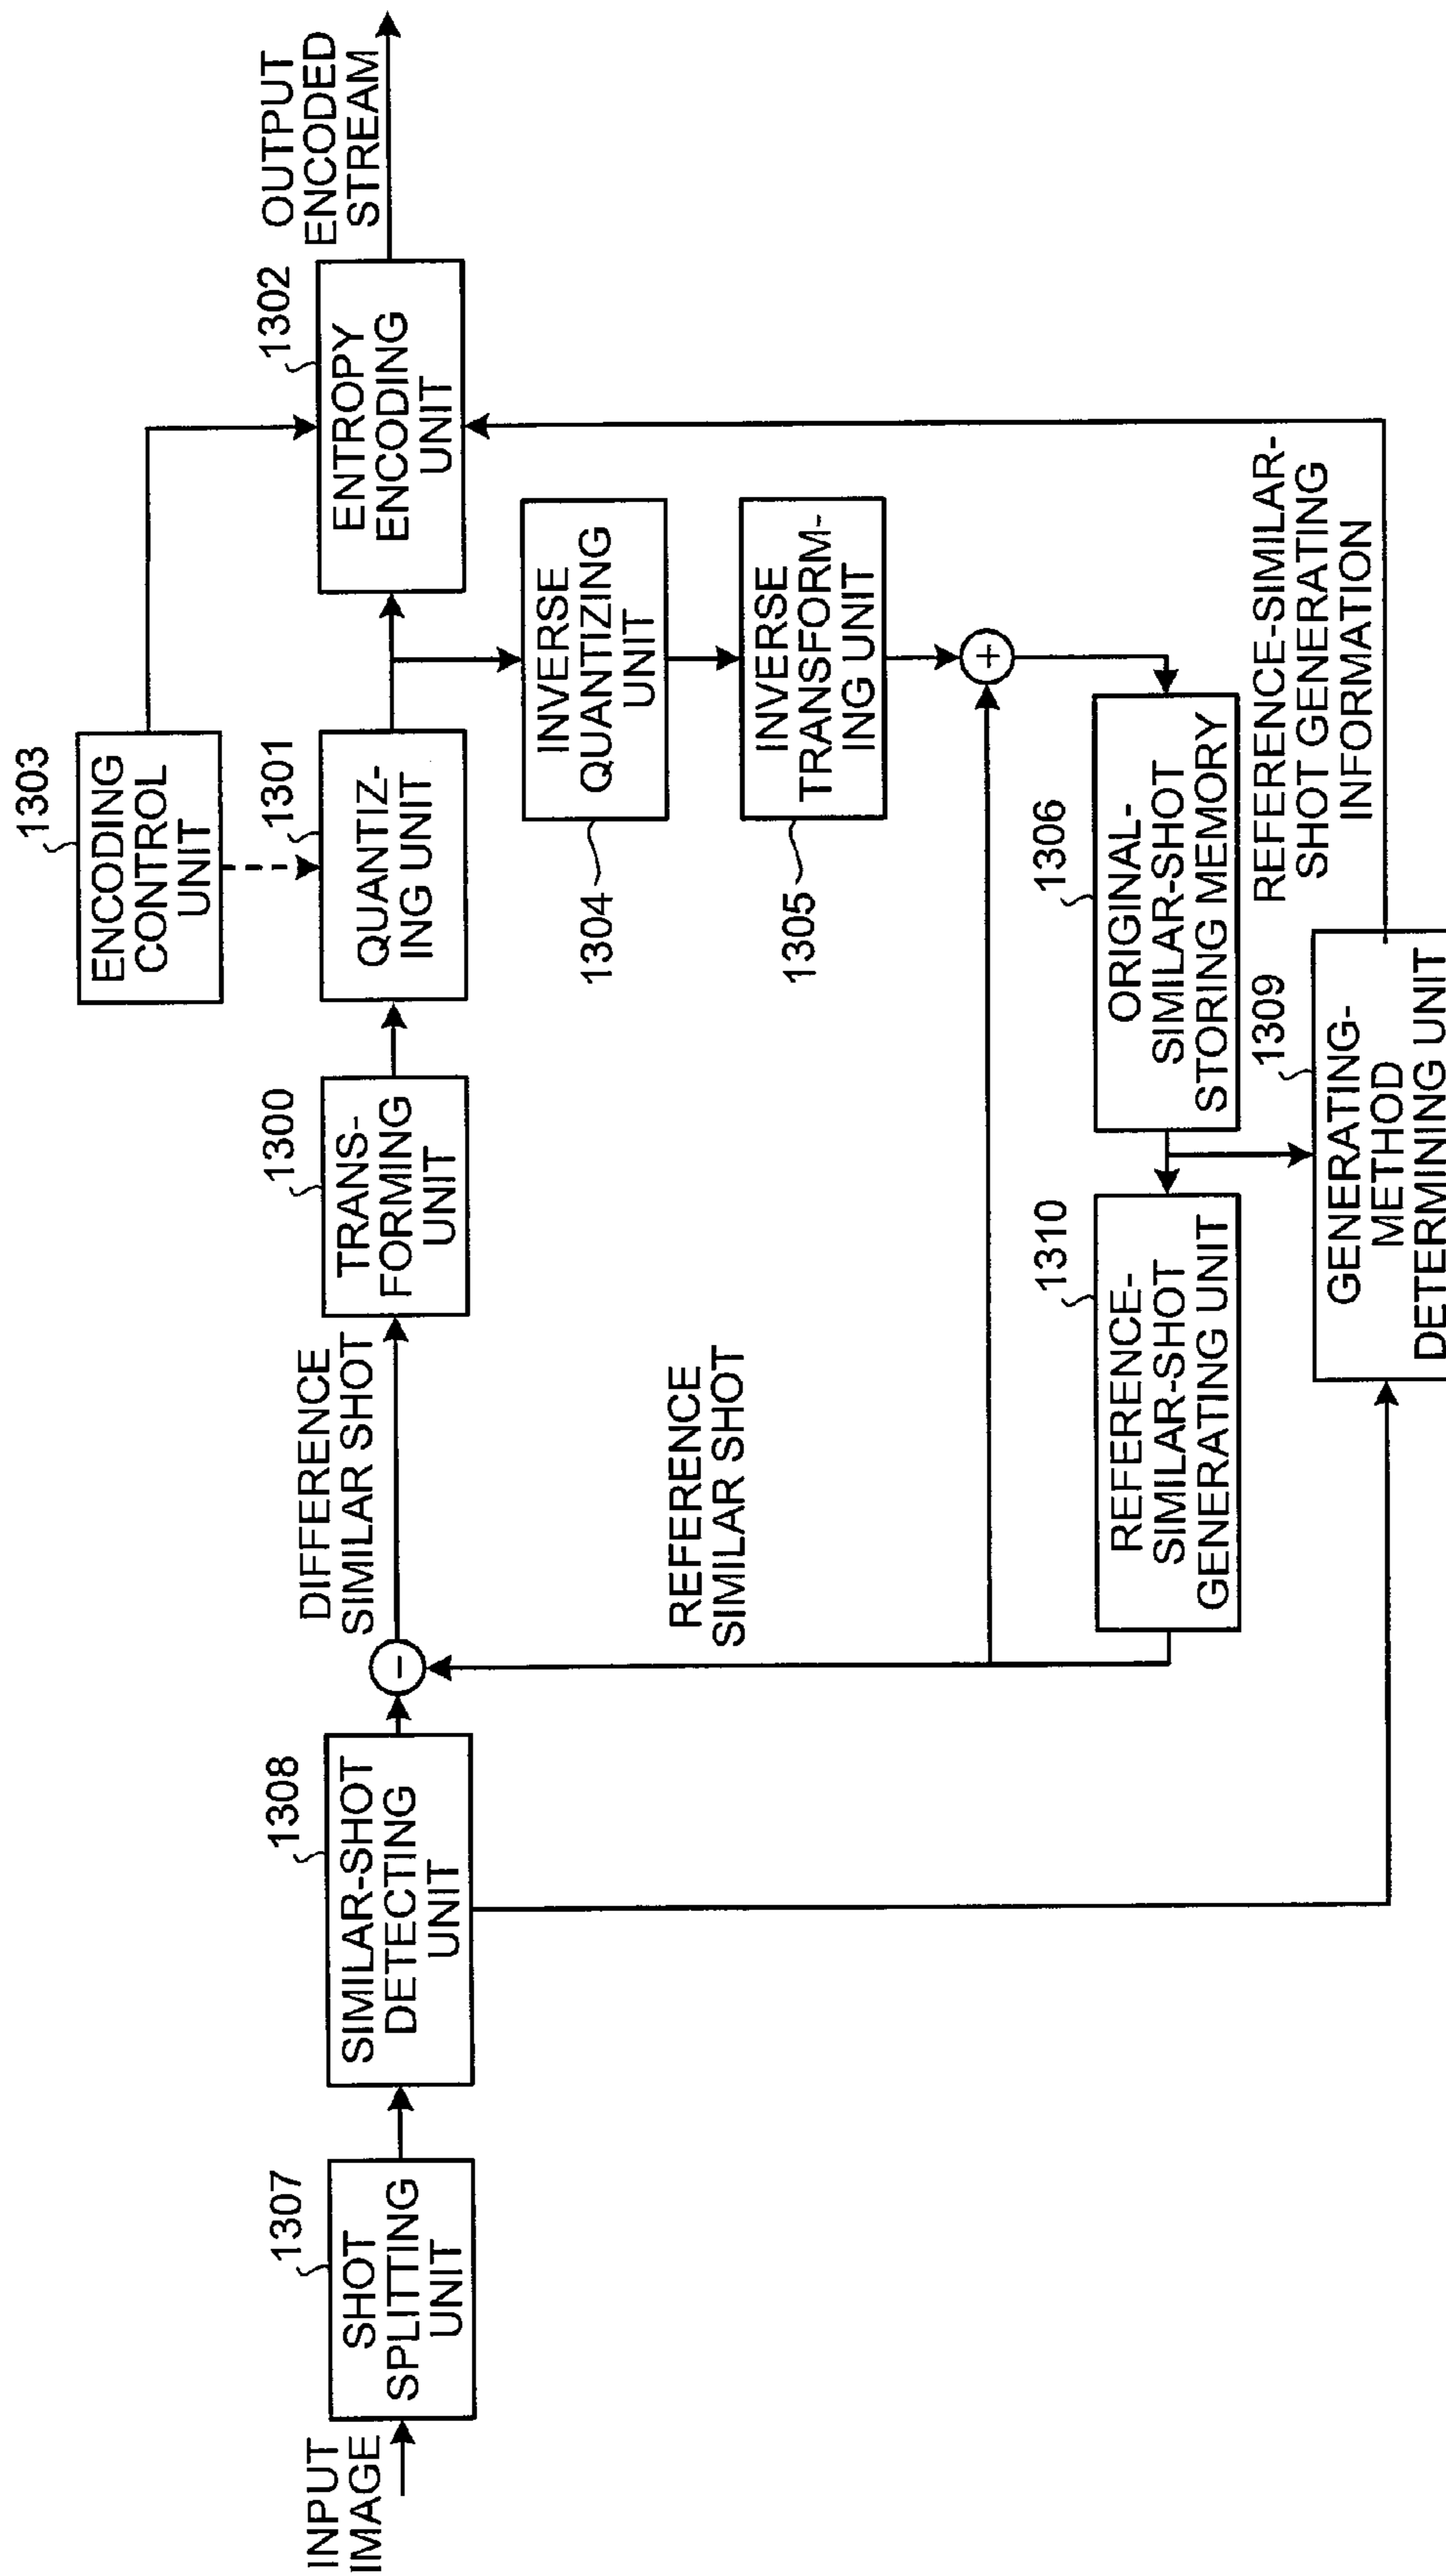 1303
ENCODING
CONTROL
UNIT
INPUT
IMAGE
1307
SHOT
SPLITTING
UNIT
1308
SIMILAR-SHOT
DETECTING
UNIT
DIFFERENCE
SIMILAR SHOT
1300
TRANS-
FORMING
UNIT
1301
QUANTIZ-
ING UNIT
1302
ENTROPY
ENCODING
UNIT
OUTPUT
ENCODED
STREAM
1304
INVERSE
QUANTIZING
UNIT
1305
INVERSE
TRANSFORM-
ING UNIT
REFERENCE
SIMILAR SHOT
+
-
1310
REFERENCE-
SIMILAR-SHOT
GENERATING UNIT
1306
ORIGINAL-
SIMILAR-SHOT
STORING MEMORY
1309
GENERATING-
METHOD
DETERMINING UNIT
REFERENCE-SIMILAR-
SHOT GENERATING
INFORMATION